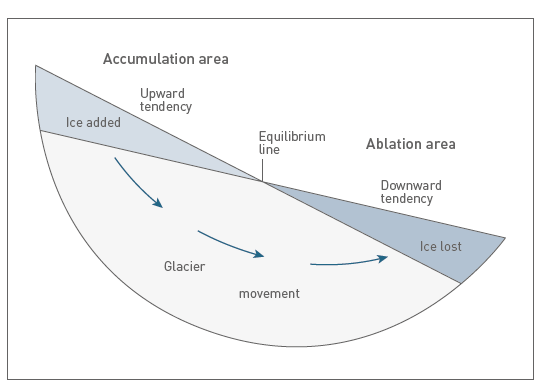 Accumulation area
Upward
tendency
Ice added
Equilibrium
line
Ablation area
Downward
tendency
Ice lost
Glacier
movement